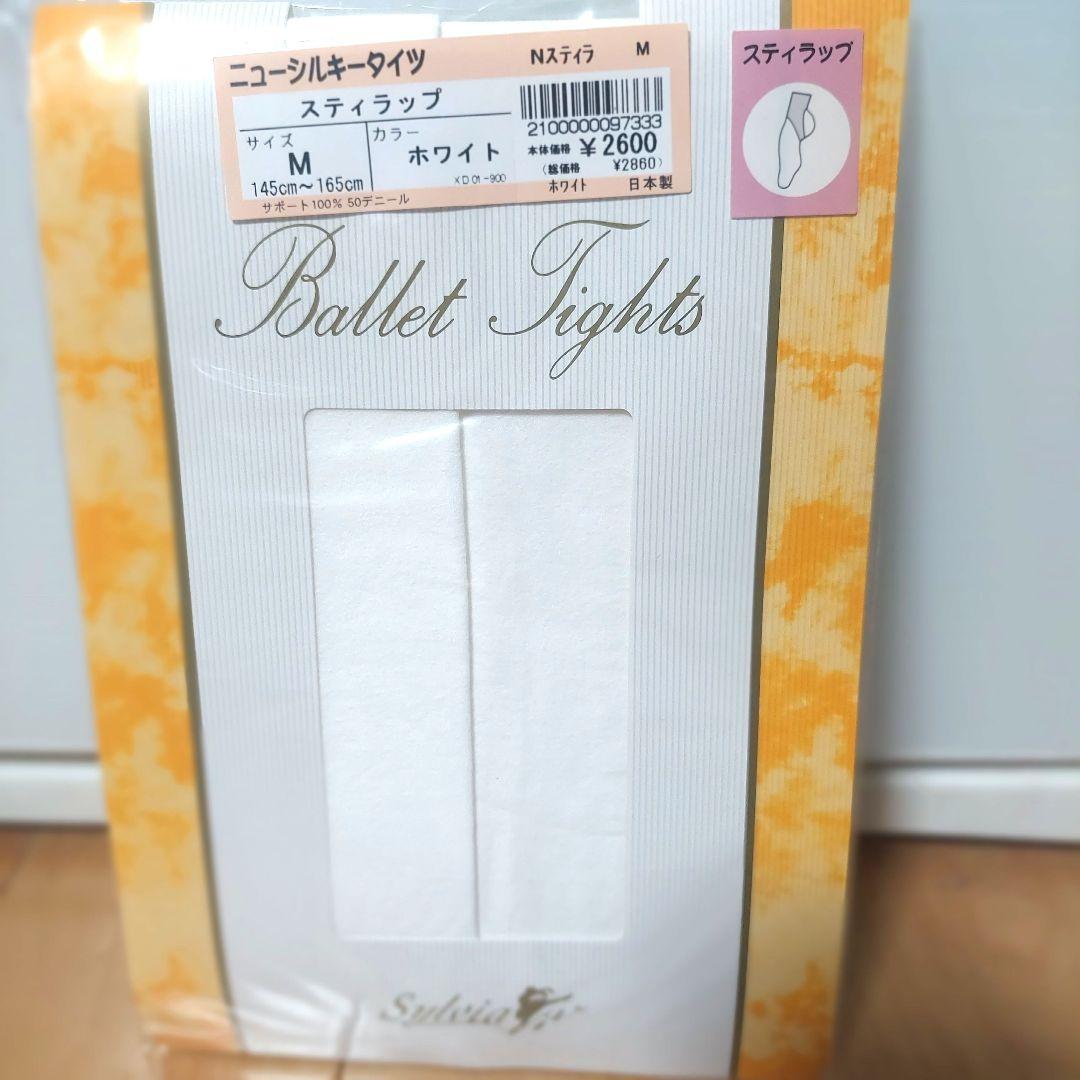 ニューシルキータイツ
スティラップ
サイズ
M
145cm～165cm
カラー
ホワイト
XD01-900
サポート100% 50デニール
Nスティラ M
2100000097333
本体価格 ¥2600
(総価格 ¥2860)
ホワイト 日本製
スティラップ
Ballet Tights
Sylvia